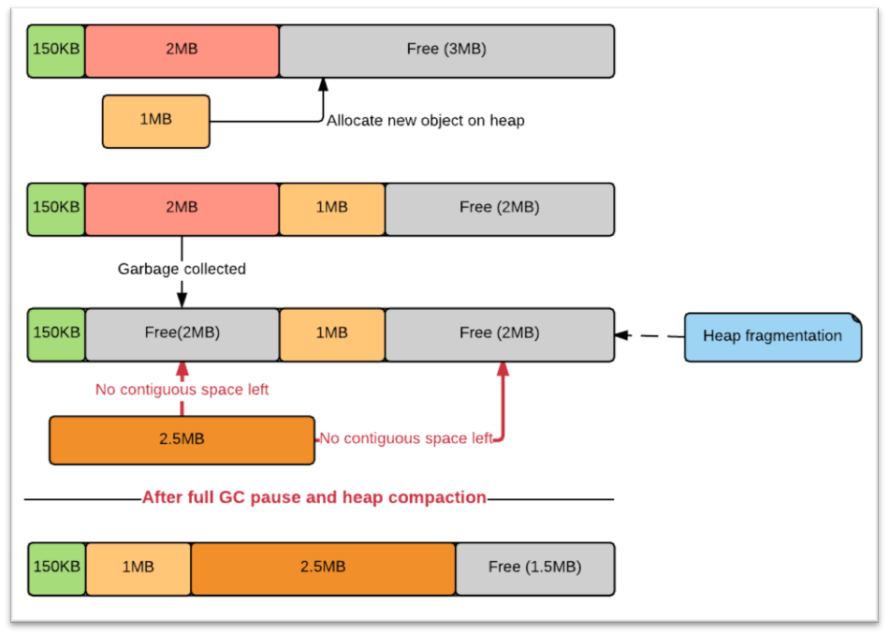 150KB 2MB Free (3MB)
1MB Allocate new object on heap
150KB 2MB 1MB Free (2MB)
Garbage collected
150KB Free(2MB) 1MB Free (2MB) Heap fragmentation
No contiguous space left
2.5MB No contiguous space left
After full GC pause and heap compaction
150KB 1MB 2.5MB Free (1.5MB)